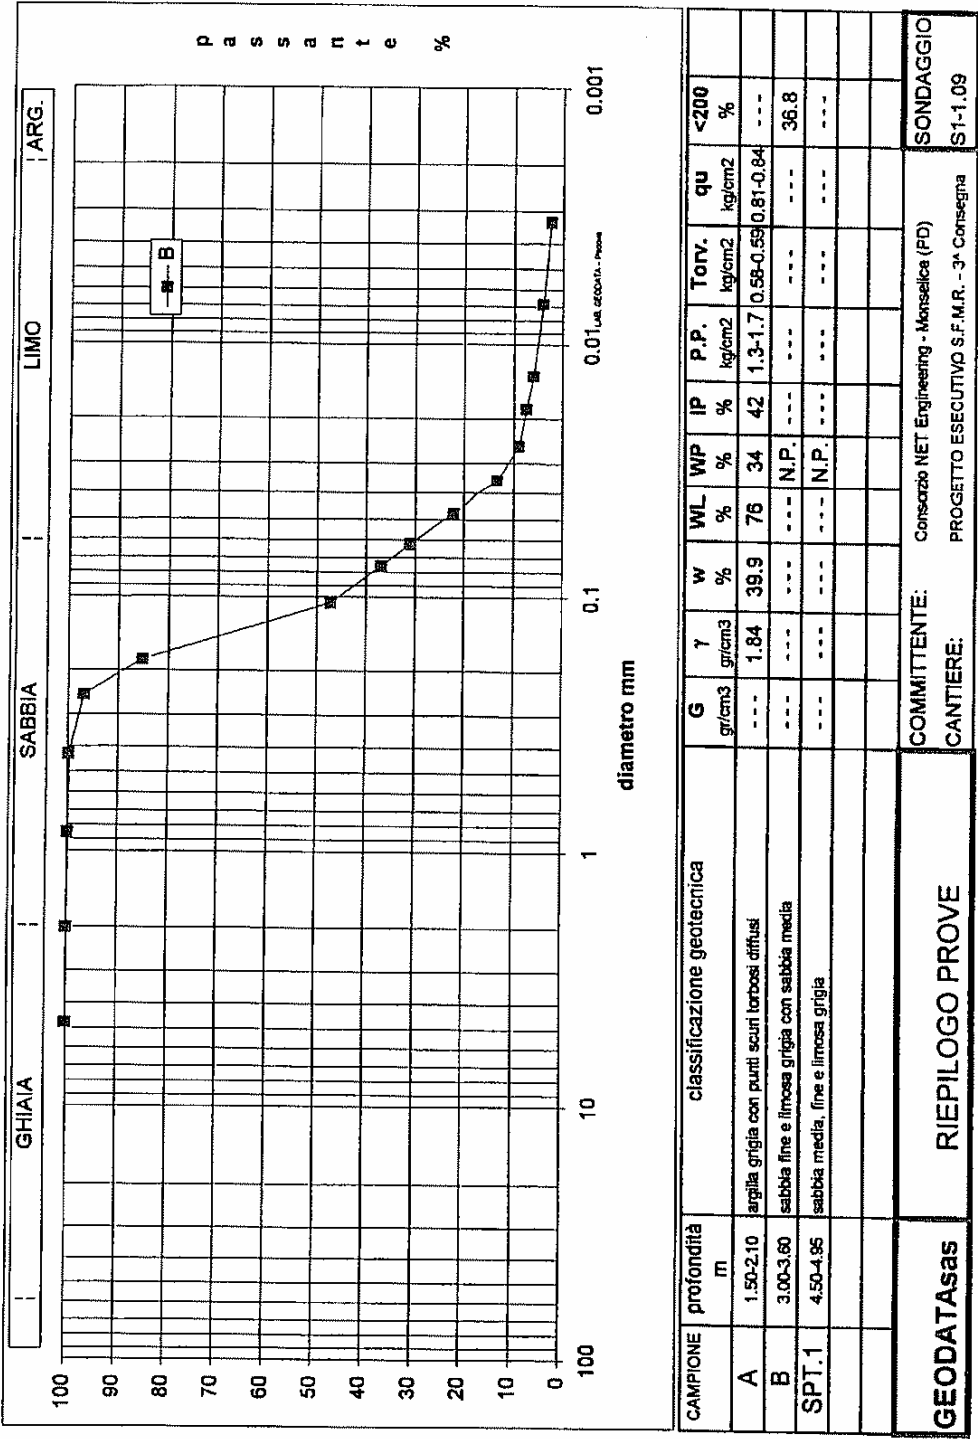 GHIAIA SABBIA LIMO ARG.
100
90
80
70
60
50
40
30
20
10
0
B
passante %
100 10 1 0.1 0.01 0.001
LAB. GEODATA - Padova
diametro mm
CAMPIONE profondità classificazione geotecnica G γ w WL WP IP P.P. Torv. qu <200
m gr/cm3 gr/cm3 % % % % kg/cm2 kg/cm2 kg/cm2 %
A 1.50-2.10 argilla grigia con punti scuri torbosi diffusi --- 1.84 39.9 76 34 42 1.3-1.7 0.58-0.59 0.81-0.84 ---
B 3.00-3.60 sabbia fine e limosa grigia con sabbia media --- --- --- --- N.P. --- --- --- --- 36.8
SPT.1 4.50-4.95 sabbia media, fine e limosa grigia --- --- --- --- N.P. --- --- --- --- ---
GEODATAsas
RIEPILOGO PROVE
COMMITTENTE: Consorzio NET Engineering - Monselice (PD)
CANTIERE: PROGETTO ESECUTIVO S.F.M.R. - 3ª Consegna
SONDAGGIO
S1-1.09